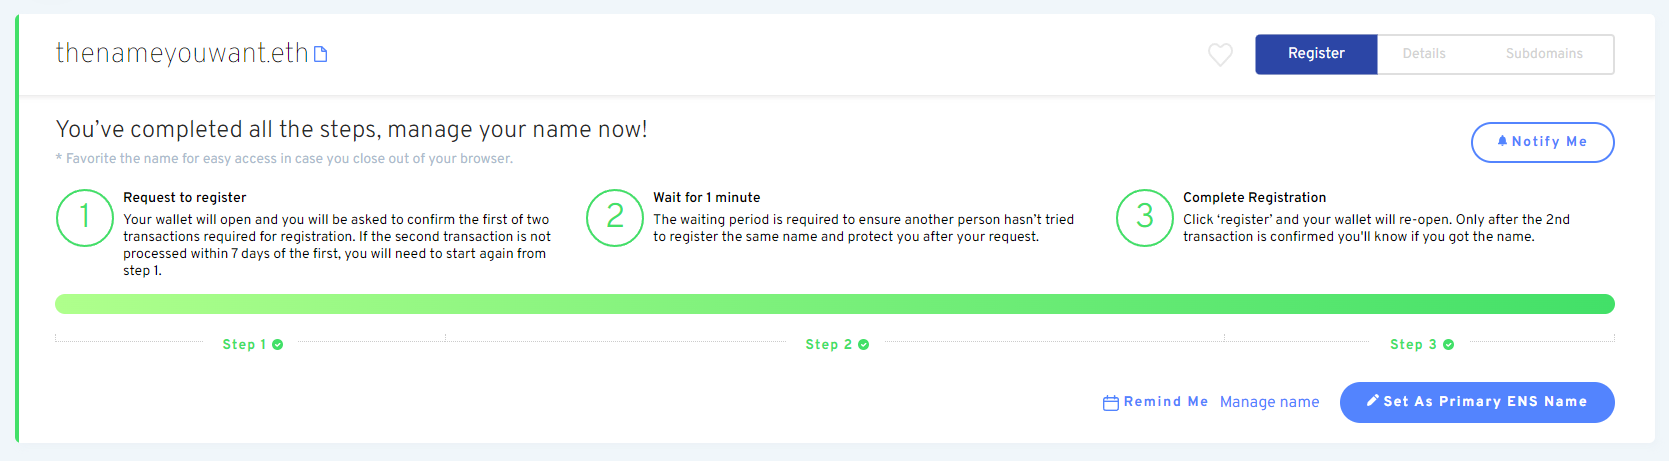 thenameyouwant.eth
Register
Details
Subdomains
You’ve completed all the steps, manage your name now!
* Favorite the name for easy access in case you close out of your browser.
Notify Me
1
Request to register
Your wallet will open and you will be asked to confirm the first of two
transactions required for registration. If the second transaction is not
processed within 7 days of the first, you will need to start again from
step 1.
2
Wait for 1 minute
The waiting period is required to ensure another person hasn’t tried
to register the same name and protect you after your request.
3
Complete Registration
Click ‘register’ and your wallet will re-open. Only after the 2nd
transaction is confirmed you'll know if you got the name.
Step 1
Step 2
Step 3
Remind Me
Manage name
Set As Primary ENS Name